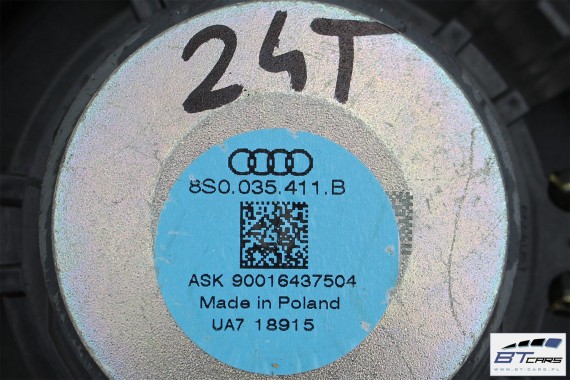 24T
8S0.035.411.B
ASK 90016437504
Made in Poland
UA7 18915
BTCARS
WWW.BT-CARS.PL